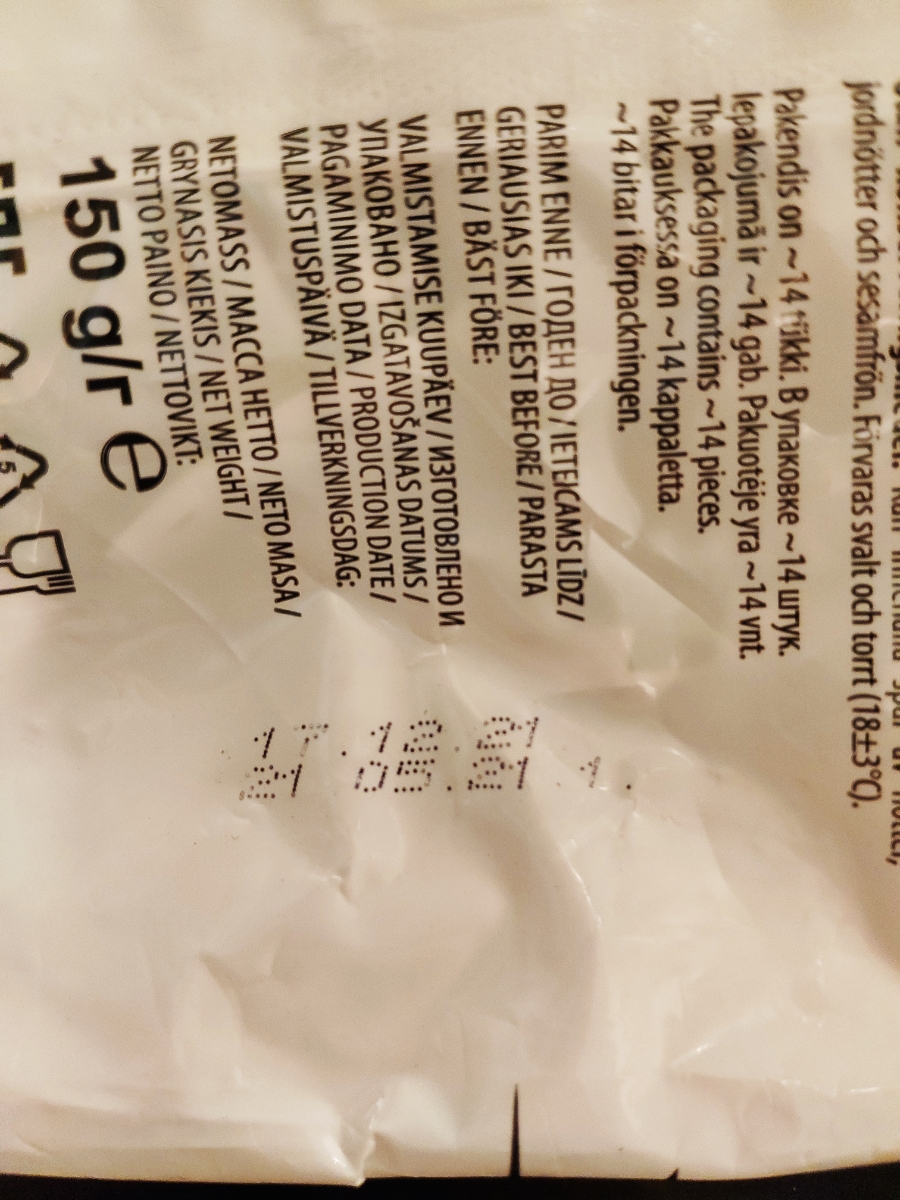 jordnötter och sesamfrön. Förvaras svalt och torrt (18±3°C).
Pakendis on ~14 tükki. В упаковке ~14 штук.
Iepakojumā ir ~14 gab. Pakuotėje yra ~14 vnt.
The packaging contains ~14 pieces.
Pakkauksessa on ~14 kappaletta.
~14 bitar i förpackningen.
PARIM ENNE / ГОДЕН ДО / IETEICAMS LĪDZ /
GERIAUSIAS IKI / BEST BEFORE / PARASTA
ENNEN / BÄST FÖRE:
VALMISTAMISE KUUPÄEV / ИЗГОТОВЛЕНО И
УПАКОВАНО / IZGATAVOŠANAS DATUMS /
PAGAMINIMO DATA / PRODUCTION DATE /
VALMISTUSPÄIVÄ / TILLVERKNINGSDAG:
NETOMASS / МАССА НЕТТО / NETO MASA /
GRYNASIS KIEKIS / NET WEIGHT /
NETTO PAINO / NETTOVIKT:
150 g/г ℮
5
17.12.21
21.05.21 .1.